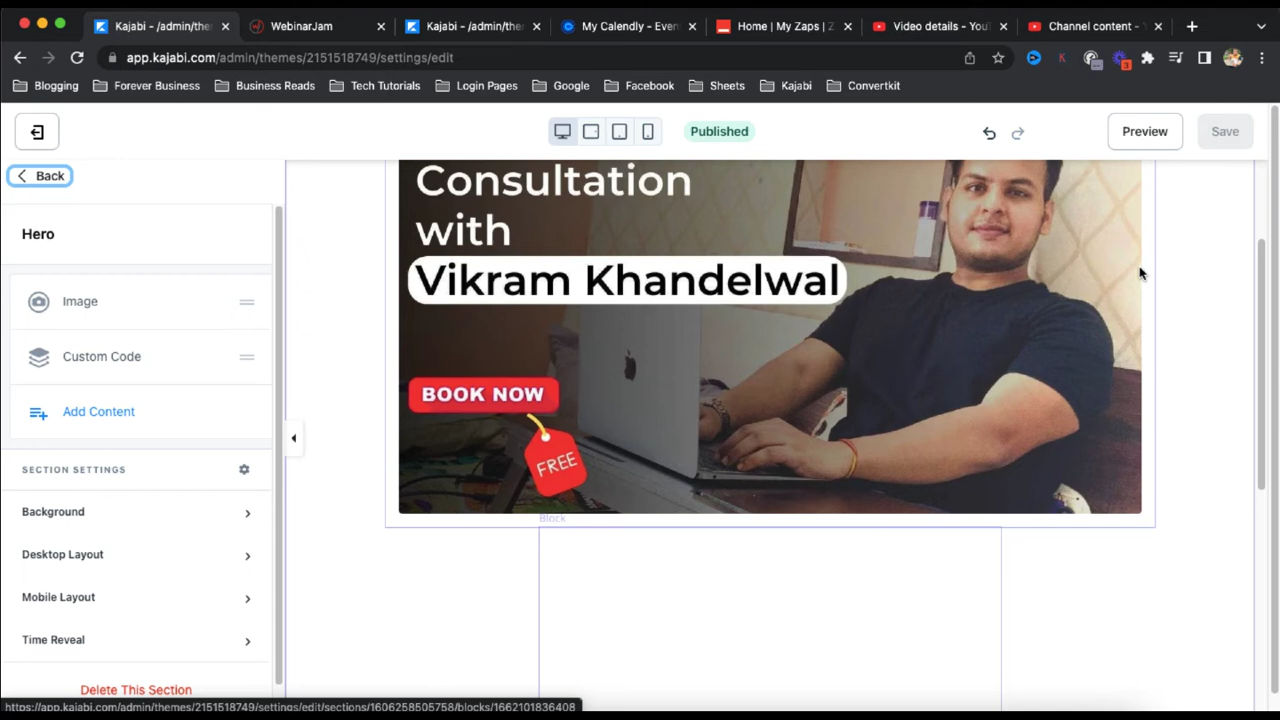 Kajabi - /admin/the
WebinarJam
Kajabi - /admin/the
My Calendly - Even
Home | My Zaps | Z
Video details - You
Channel content -
app.kajabi.com/admin/themes/2151518749/settings/edit
3
Blogging
Forever Business
Business Reads
Tech Tutorials
Login Pages
Google
Facebook
Sheets
Kajabi
Convertkit
Published
Preview
Save
Back
Hero
Image
Custom Code
Add Content
SECTION SETTINGS
Background
Desktop Layout
Mobile Layout
Time Reveal
Delete This Section
Consultation
with
Vikram Khandelwal
BOOK NOW
FREE
Block
https://app.kajabi.com/admin/themes/2151518749/settings/edit/sections/1606258505758/blocks/1662101836408